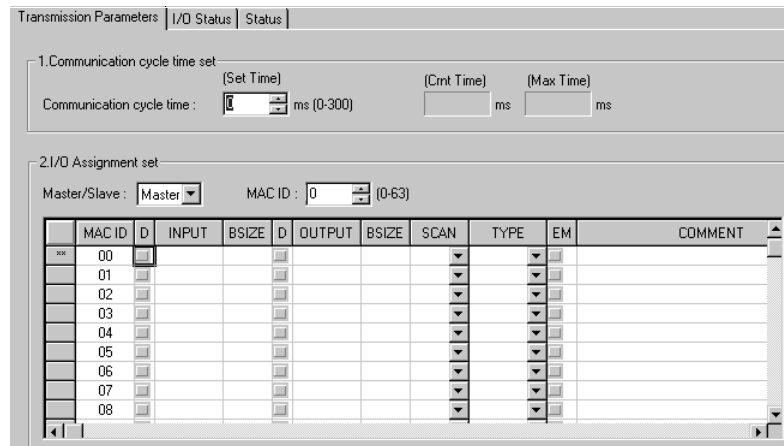 Transmission Parameters I/O Status Status
1.Communication cycle time set
(Set Time) (Crnt Time) (Max Time)
Communication cycle time : 0 ms (0-300) ms ms
2.I/O Assignment set
Master/Slave : Master MAC ID : 0 (0-63)
MAC ID D INPUT BSIZE D OUTPUT BSIZE SCAN TYPE EM COMMENT
** 00
01
02
03
04
05
06
07
08